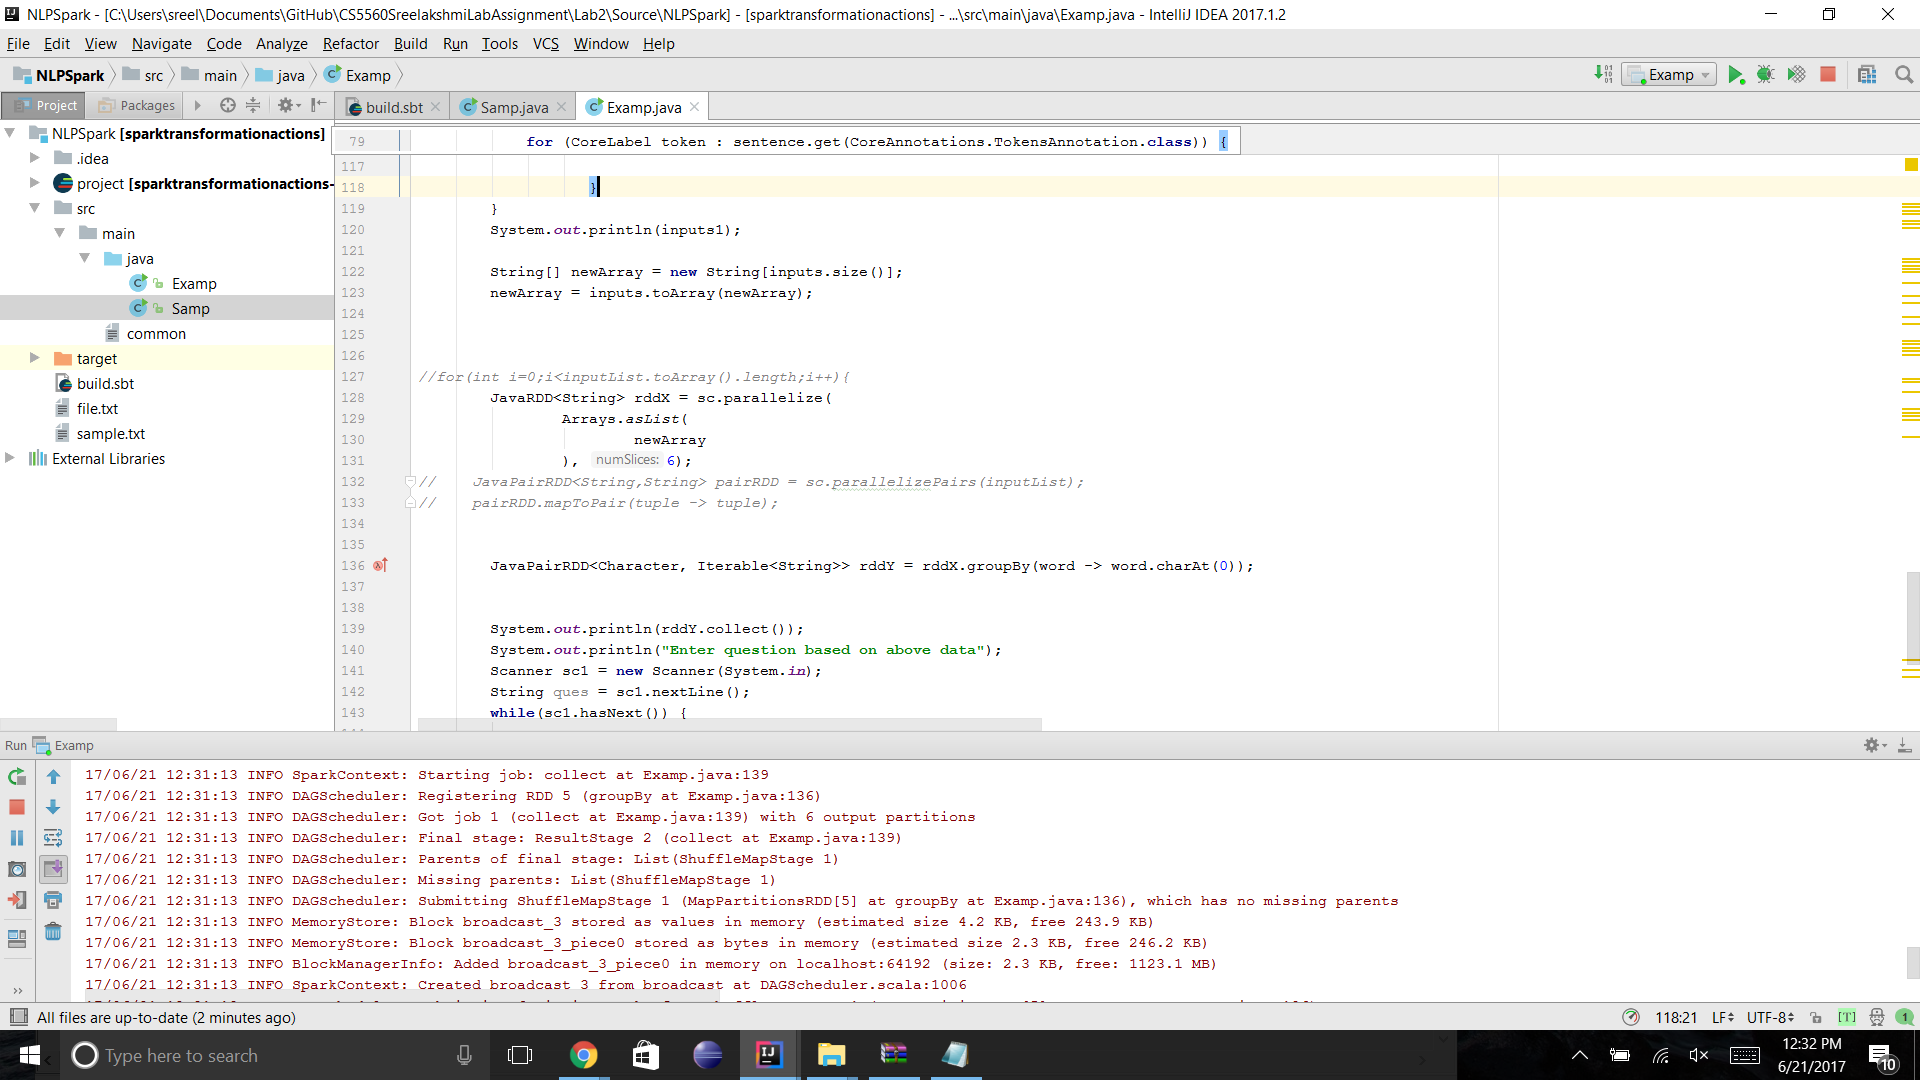 NLPSpark - [C:\Users\sreel\Documents\GitHub\CS5560SreelakshmiLabAssignment\Lab2\Source\NLPSpark] - [sparktransformationactions] - ...\src\main\java\Examp.java - IntelliJ IDEA 2017.1.2
File Edit View Navigate Code Analyze Refactor Build Run Tools VCS Window Help
NLPSpark src main java Examp
Examp
Project Packages
build.sbt Samp.java Examp.java
NLPSpark [sparktransformationactions]
.idea
project [sparktransformationactions-
src
main
java
Examp
Samp
common
target
build.sbt
file.txt
sample.txt
External Libraries
79 for (CoreLabel token : sentence.get(CoreAnnotations.TokensAnnotation.class)) {
117
118 }
119 }
120 System.out.println(inputs1);
121
122 String[] newArray = new String[inputs.size()];
123 newArray = inputs.toArray(newArray);
124
125
126
127 //for(int i=0;i<inputList.toArray().length;i++){
128 JavaRDD<String> rddX = sc.parallelize(
129 Arrays.asList(
130 newArray
131 ), numSlices: 6);
132 // JavaPairRDD<String,String> pairRDD = sc.parallelizePairs(inputList);
133 // pairRDD.mapToPair(tuple -> tuple);
134
135
136 JavaPairRDD<Character, Iterable<String>> rddY = rddX.groupBy(word -> word.charAt(0));
137
138
139 System.out.println(rddY.collect());
140 System.out.println("Enter question based on above data");
141 Scanner sc1 = new Scanner(System.in);
142 String ques = sc1.nextLine();
143 while(sc1.hasNext()) {
Run Examp
17/06/21 12:31:13 INFO SparkContext: Starting job: collect at Examp.java:139
17/06/21 12:31:13 INFO DAGScheduler: Registering RDD 5 (groupBy at Examp.java:136)
17/06/21 12:31:13 INFO DAGScheduler: Got job 1 (collect at Examp.java:139) with 6 output partitions
17/06/21 12:31:13 INFO DAGScheduler: Final stage: ResultStage 2 (collect at Examp.java:139)
17/06/21 12:31:13 INFO DAGScheduler: Parents of final stage: List(ShuffleMapStage 1)
17/06/21 12:31:13 INFO DAGScheduler: Missing parents: List(ShuffleMapStage 1)
17/06/21 12:31:13 INFO DAGScheduler: Submitting ShuffleMapStage 1 (MapPartitionsRDD[5] at groupBy at Examp.java:136), which has no missing parents
17/06/21 12:31:13 INFO MemoryStore: Block broadcast_3 stored as values in memory (estimated size 4.2 KB, free 243.9 KB)
17/06/21 12:31:13 INFO MemoryStore: Block broadcast_3_piece0 stored as bytes in memory (estimated size 2.3 KB, free 246.2 KB)
17/06/21 12:31:13 INFO BlockManagerInfo: Added broadcast_3_piece0 in memory on localhost:64192 (size: 2.3 KB, free: 1123.1 MB)
17/06/21 12:31:13 INFO SparkContext: Created broadcast 3 from broadcast at DAGScheduler.scala:1006
All files are up-to-date (2 minutes ago)
118:21 LF UTF-8 [T] 1
Type here to search
12:32 PM
6/21/2017
10